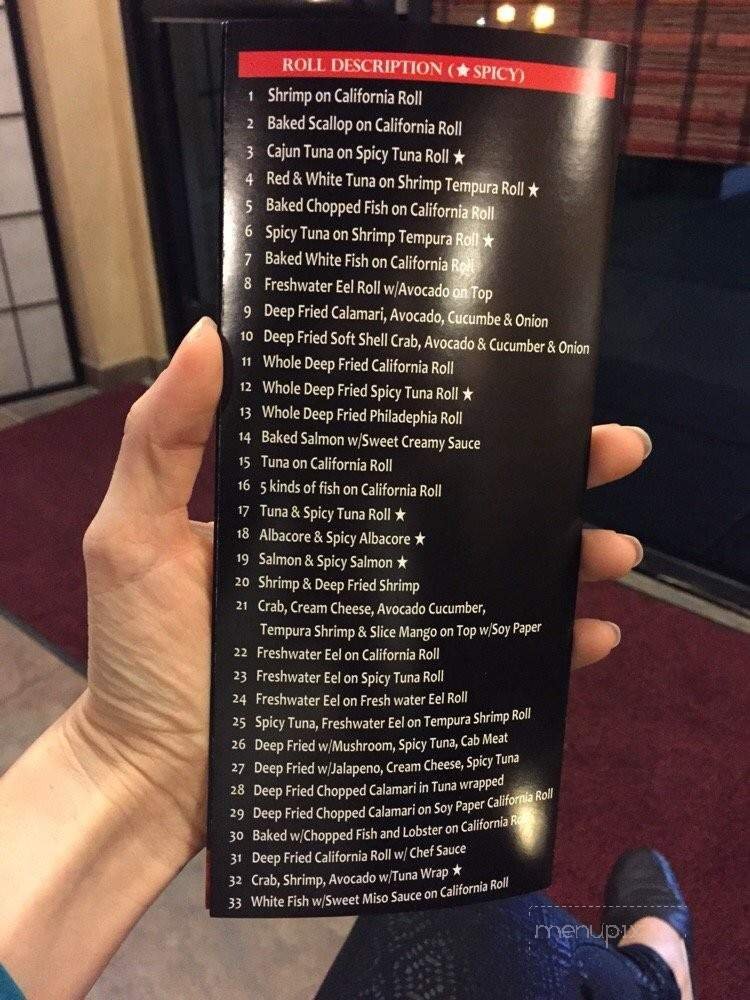 ROLL DESCRIPTION (★SPICY)
1 Shrimp on California Roll
2 Baked Scallop on California Roll
3 Cajun Tuna on Spicy Tuna Roll ★
4 Red & White Tuna on Shrimp Tempura Roll ★
5 Baked Chopped Fish on California Roll
6 Spicy Tuna on Shrimp Tempura Roll ★
7 Baked White Fish on California Roll
8 Freshwater Eel Roll w/Avocado on Top
9 Deep Fried Calamari, Avocado, Cucumbe & Onion
10 Deep Fried Soft Shell Crab, Avocado & Cucumber & Onion
11 Whole Deep Fried California Roll
12 Whole Deep Fried Spicy Tuna Roll ★
13 Whole Deep Fried Philadephia Roll
14 Baked Salmon w/Sweet Creamy Sauce
15 Tuna on California Roll
16 5 kinds of fish on California Roll
17 Tuna & Spicy Tuna Roll ★
18 Albacore & Spicy Albacore ★
19 Salmon & Spicy Salmon ★
20 Shrimp & Deep Fried Shrimp
21 Crab, Cream Cheese, Avocado Cucumber,
Tempura Shrimp & Slice Mango on Top w/Soy Paper
22 Freshwater Eel on California Roll
23 Freshwater Eel on Spicy Tuna Roll
24 Freshwater Eel on Fresh water Eel Roll
25 Spicy Tuna, Freshwater Eel on Tempura Shrimp Roll
26 Deep Fried w/Mushroom, Spicy Tuna, Cab Meat
27 Deep Fried w/Jalapeno, Cream Cheese, Spicy Tuna
28 Deep Fried Chopped Calamari in Tuna wrapped
29 Deep Fried Chopped Calamari on Soy Paper California Roll
30 Baked w/Chopped Fish and Lobster on California Roll
31 Deep Fried California Roll w/ Chef Sauce
32 Crab, Shrimp, Avocado w/Tuna Wrap ★
33 White Fish w/Sweet Miso Sauce on California Roll
menupix